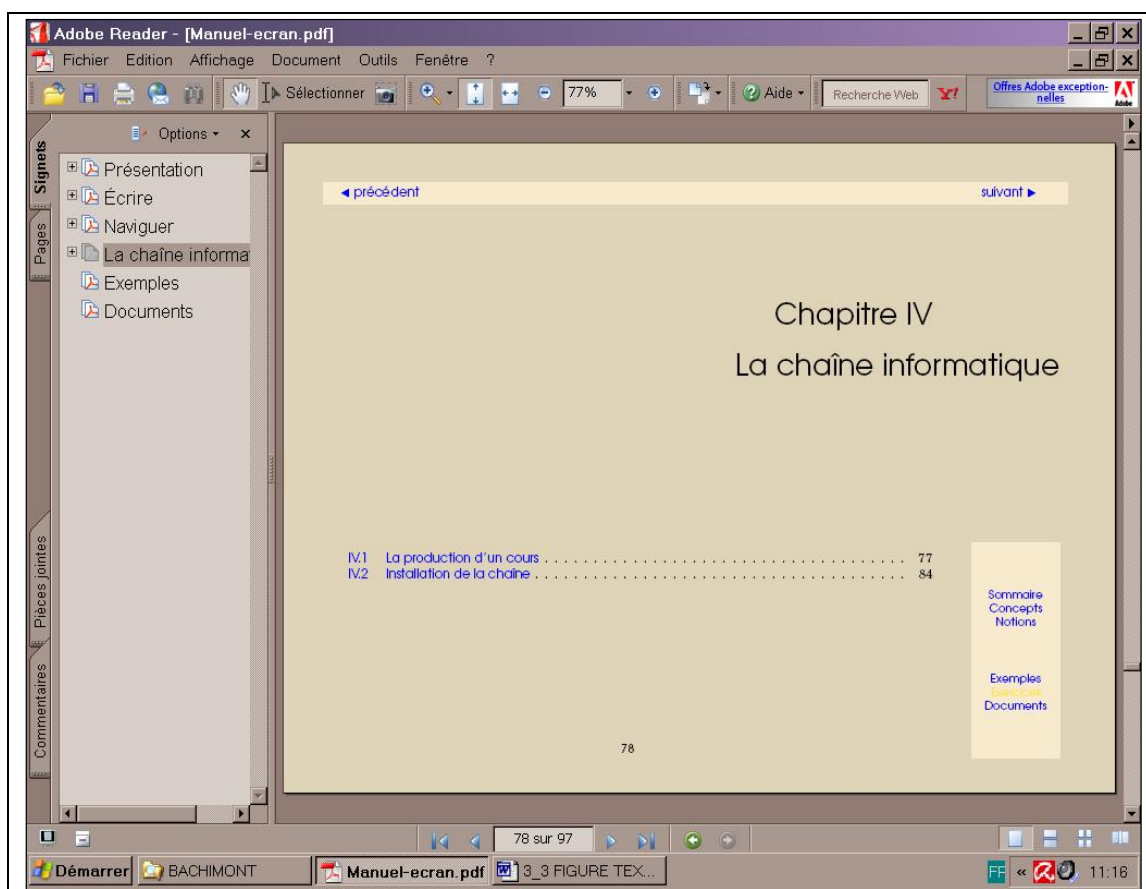 Adobe Reader - [Manuel-ecran.pdf]
Fichier Edition Affichage Document Outils Fenêtre ?
Sélectionner 77% Aide Recherche Web Y! Offres Adobe exception-
nelles
Adobe
Options
Signets
Pages
Pièces jointes
Commentaires
Présentation
Écrire
Naviguer
La chaîne informa
Exemples
Documents
précédent suivant
Chapitre IV
La chaîne informatique
IV.1 La production d'un cours . . . . . . . . . . . . . . . . . . . . . . . . . . . . . . . . . . . . . 77
IV.2 Installation de la chaîne . . . . . . . . . . . . . . . . . . . . . . . . . . . . . . . . . . . . . . 84
Sommaire
Concepts
Notions
Exemples
Exercices
Documents
78
78 sur 97
Démarrer BACHIMONT Manuel-ecran.pdf 3_3 FIGURE TEX... FF « 11:16